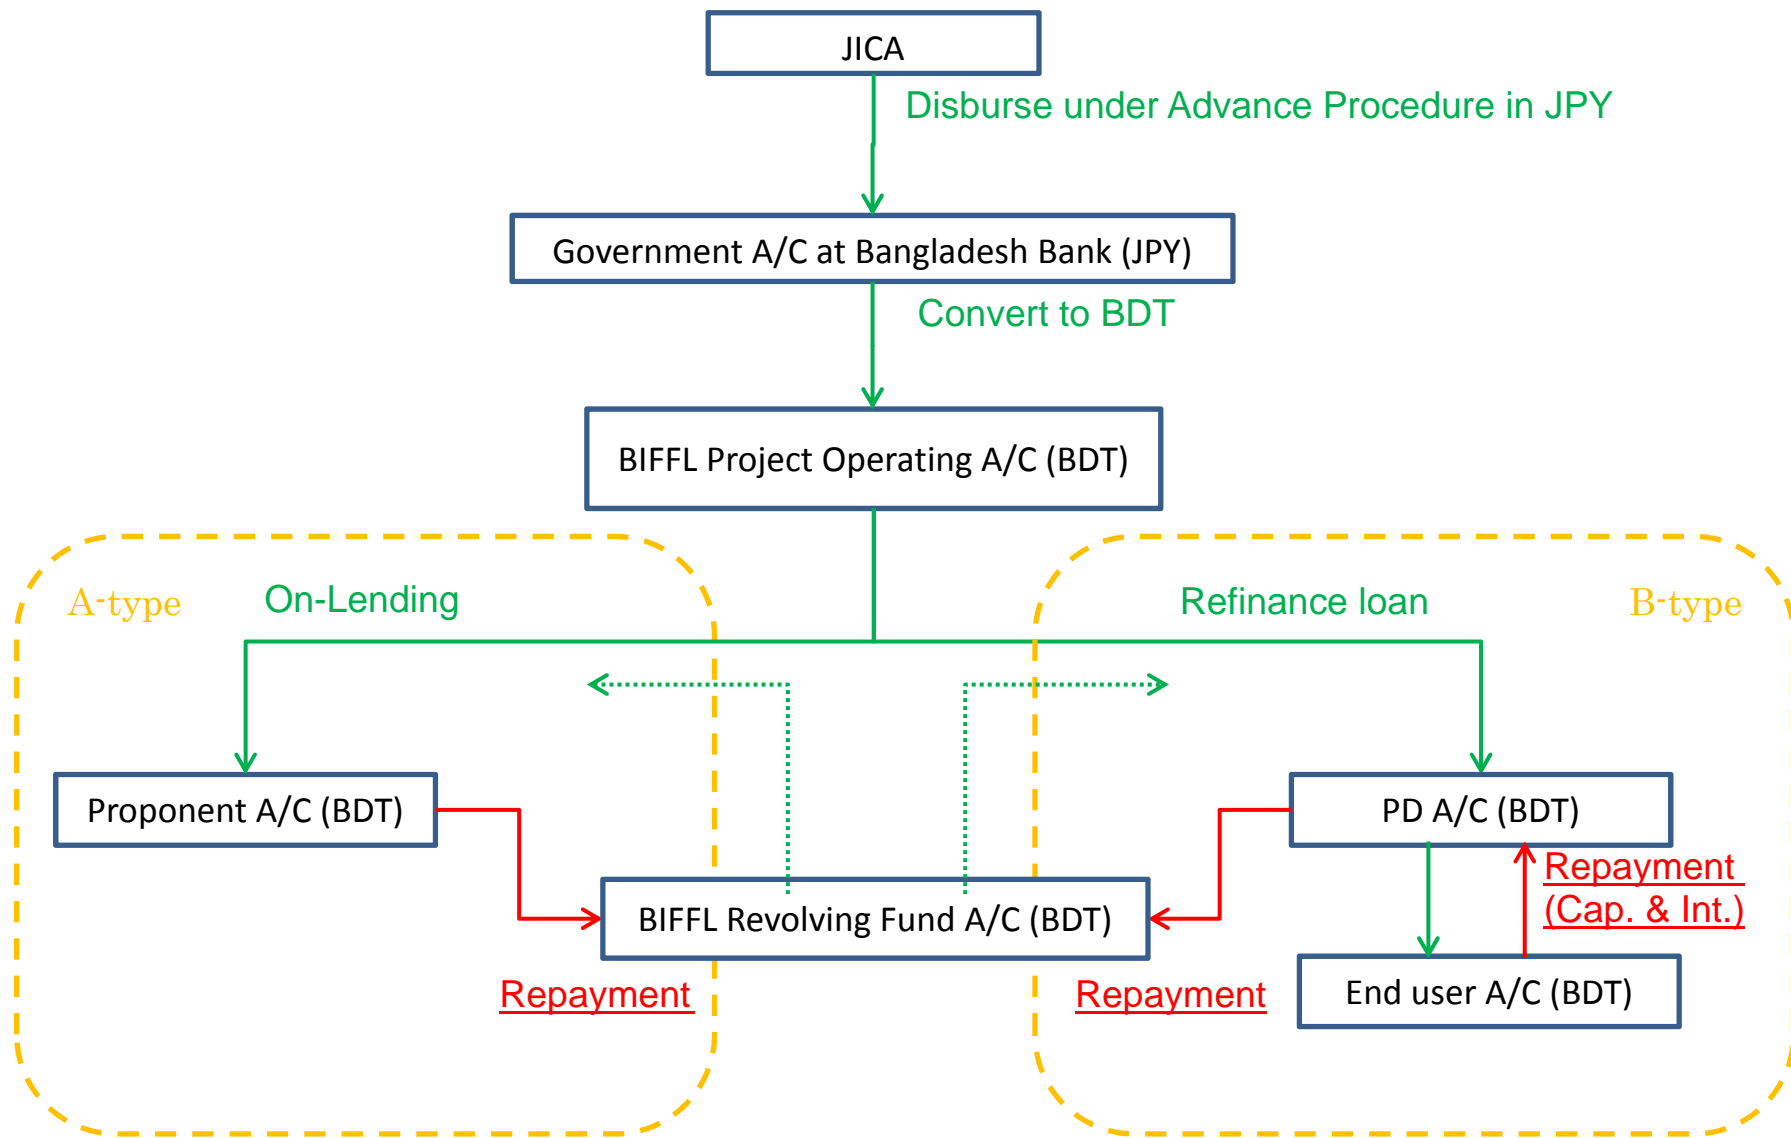 JICA
Disburse under Advance Procedure in JPY
Government A/C at Bangladesh Bank (JPY)
Convert to BDT
BIFFL Project Operating A/C (BDT)
A-type
On-Lending
Refinance loan
B-type
Proponent A/C (BDT)
PD A/C (BDT)
Repayment
(Cap. & Int.)
BIFFL Revolving Fund A/C (BDT)
Repayment
Repayment
End user A/C (BDT)